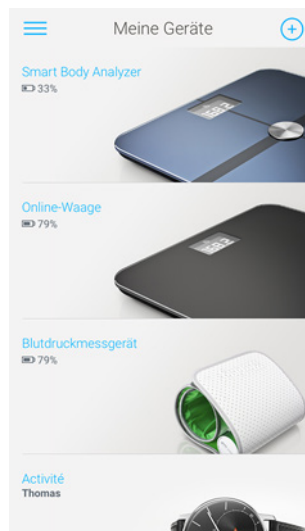 Meine Geräte
Smart Body Analyzer
33%
Online-Waage
79%
Blutdruckmessgerät
79%
Activité
Thomas